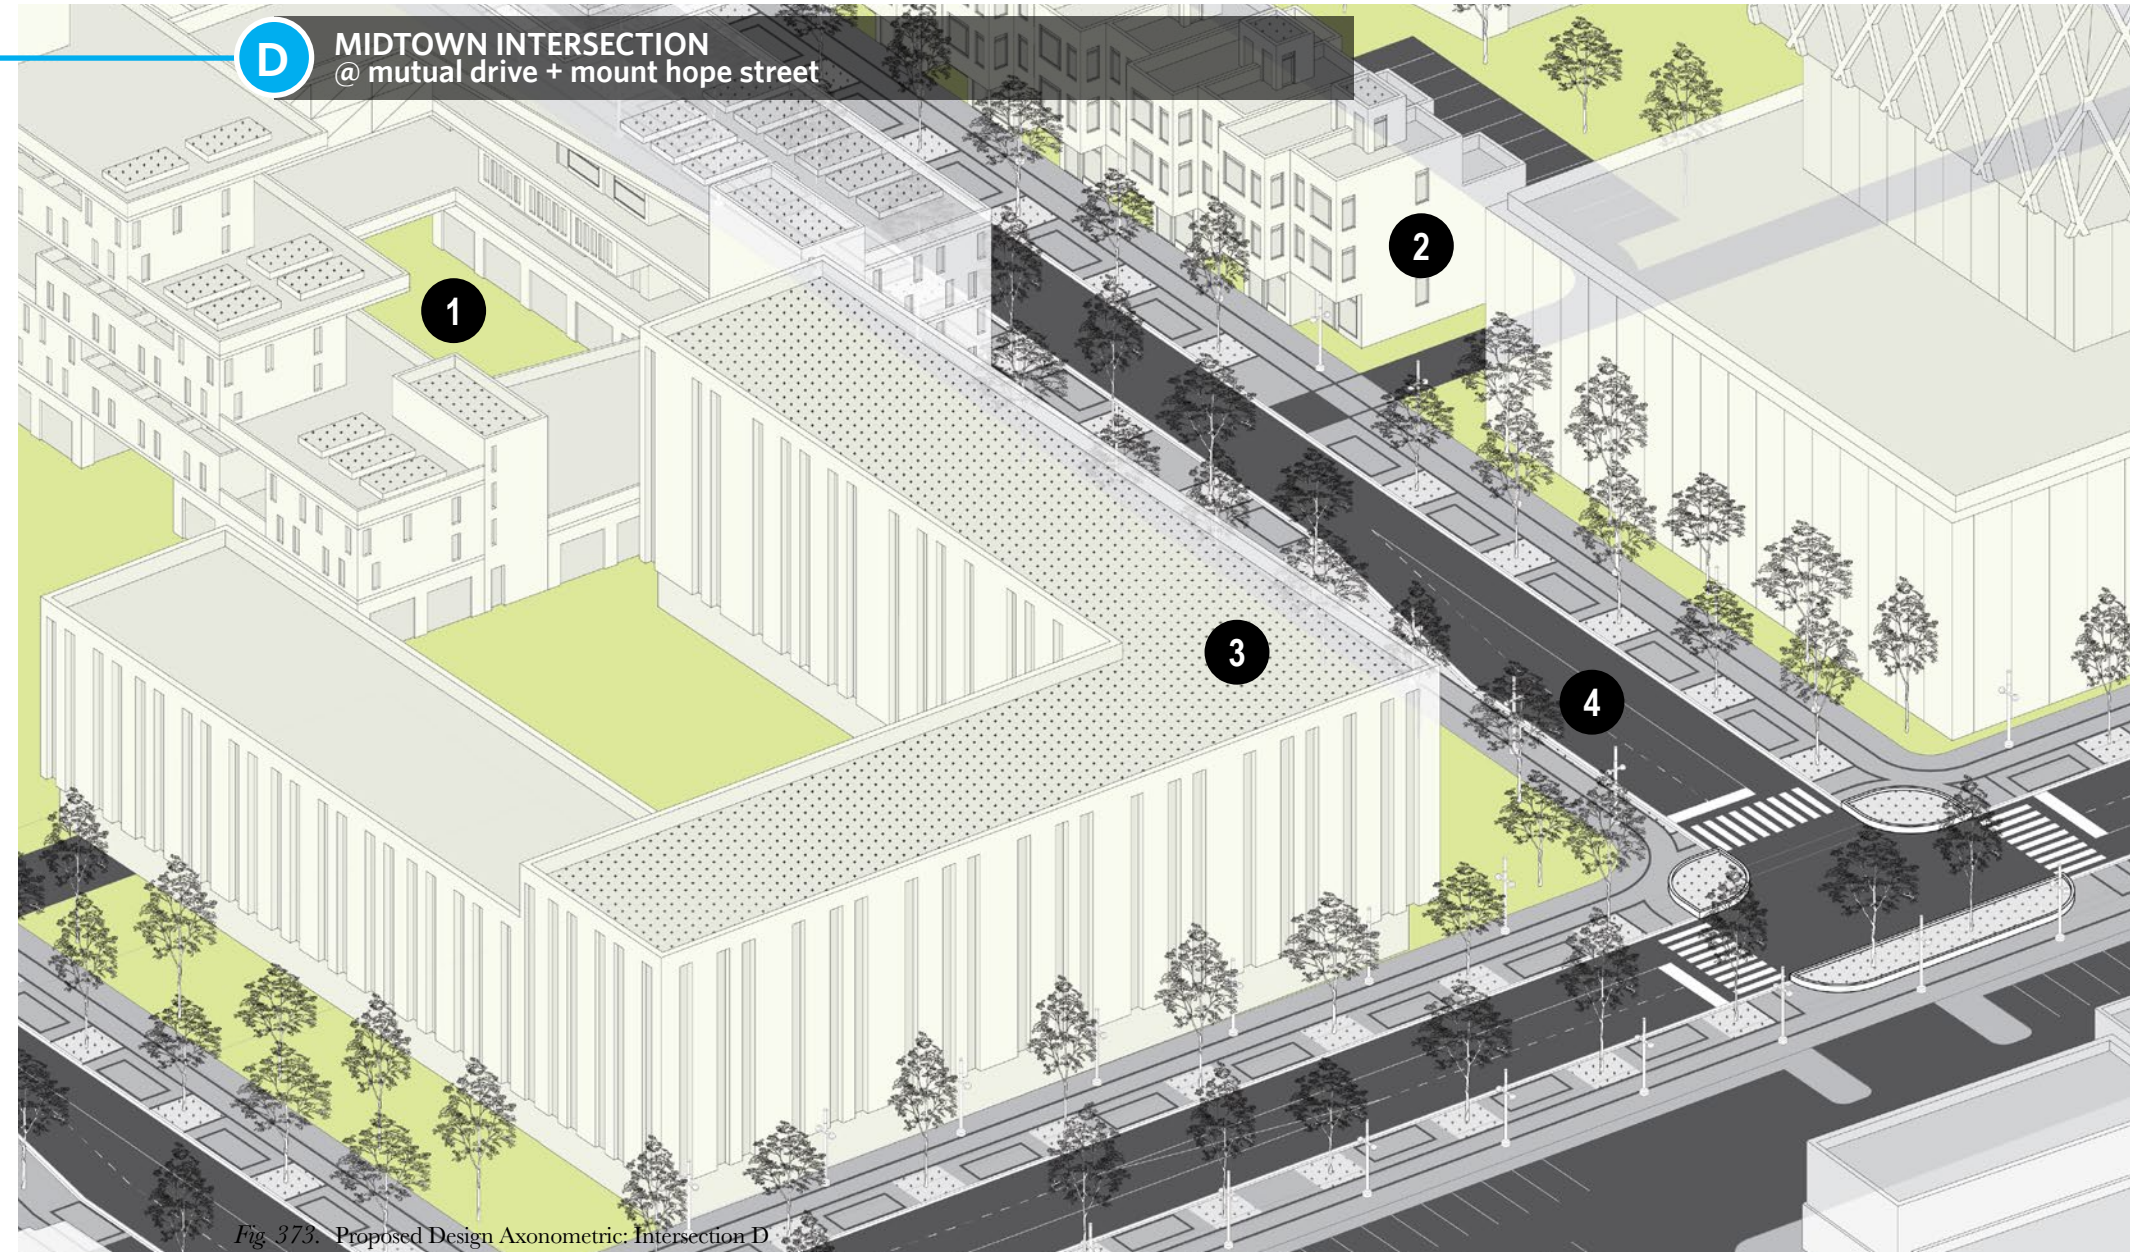 D
MIDTOWN INTERSECTION
@ mutual drive + mount hope street
1
2
3
4
Fig. 373. Proposed Design Axonometric: Intersection D